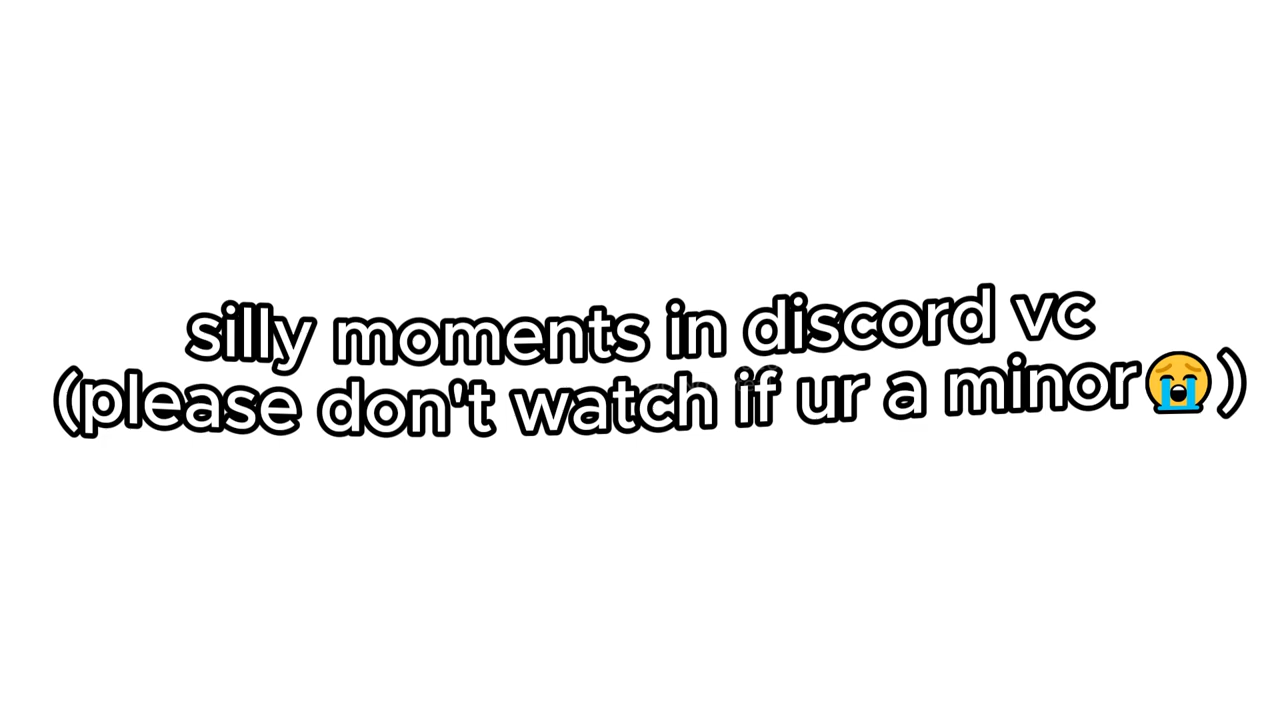 silly moments in discord vc
(please don't watch if ur a minor😭)